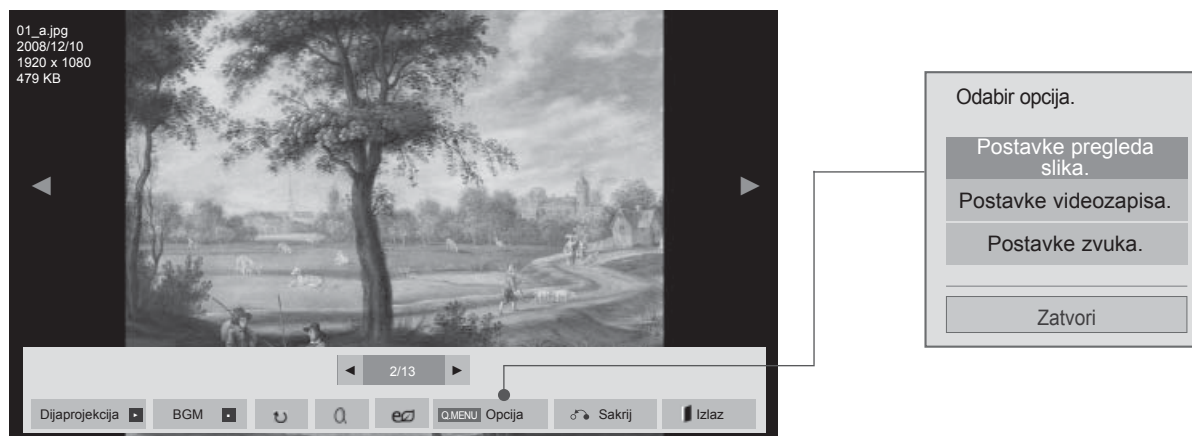 01_a.jpg
2008/12/10
1920 x 1080
479 KB
2/13
Dijaprojekcija BGM Q.MENU Opcija Sakrij Izlaz
Odabir opcija.
Postavke pregleda
slika.
Postavke videozapisa.
Postavke zvuka.
Zatvori